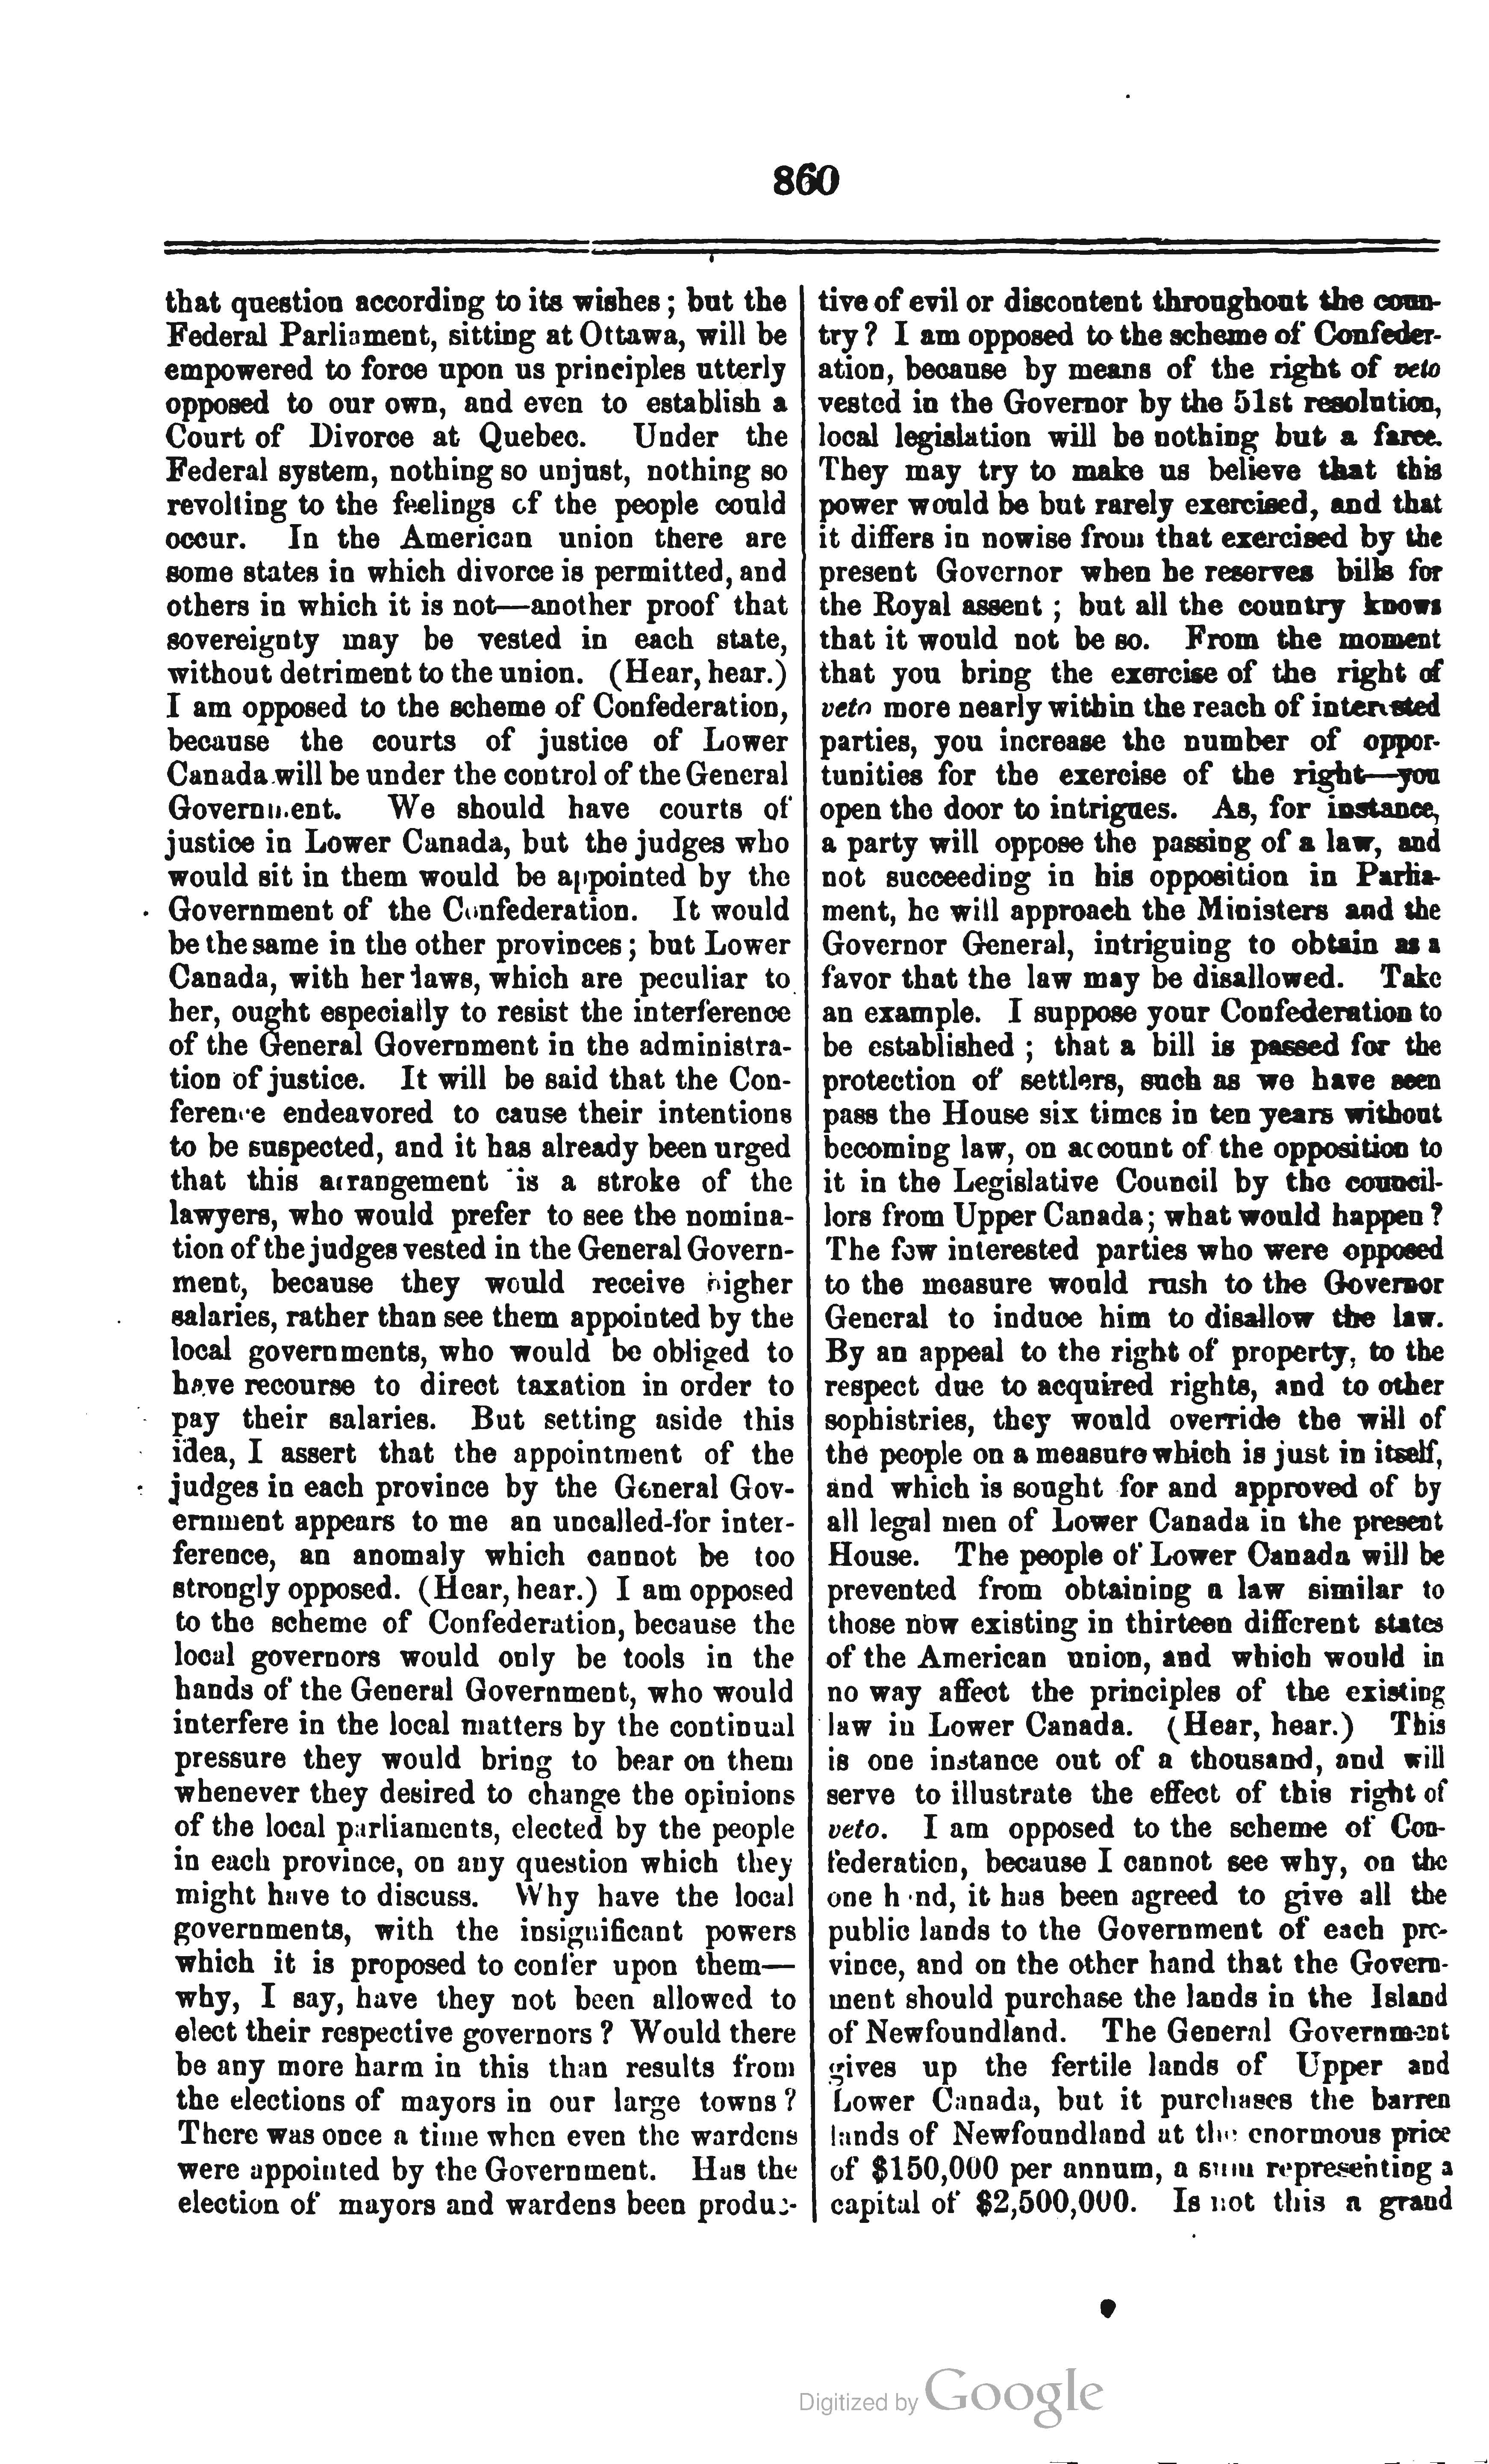 860
that question according to its wishes; but the
Federal Parliament, sitting at Ottawa, will be
empowered to force upon us principles utterly
opposed to our own, and even to establish a
Court of Divorce at Quebec. Under the
Federal system, nothing so unjust, nothing so
revolting to the feelings of the people could
occur. In the American union there are
some states in which divorce is permitted, and
others in which it is not—another proof that
sovereignty may be vested in each state,
without detriment to the union. (Hear, hear.)
I am opposed to the scheme of Confederation,
because the courts of justice of Lower
Canada will be under the control of the General
Government. We should have courts of
justice in Lower Canada, but the judges who
would sit in them would be appointed by the
Government of the Confederation. It would
be the same in the other provinces; but Lower
Canada, with her laws, which are peculiar to
her, ought especially to resist the interference
of the General Government in the administra-
tion of justice. It will be said that the Con-
ference endeavored to cause their intentions
to be suspected, and it has already been urged
that this arrangement is a stroke of the
lawyers, who would prefer to see the nomina-
tion of the judges vested in the General Govern-
ment, because they would receive higher
salaries, rather than see them appointed by the
local governments, who would be obliged to
have recourse to direct taxation in order to
pay their salaries. But setting aside this
idea, I assert that the appointment of the
judges in each province by the General Gov-
ernment appears to me an uncalled-for inter-
ference, an anomaly which cannot be too
strongly opposed. (Hear, hear.) I am opposed
to the scheme of Confederation, because the
local governors would only be tools in the
hands of the General Government, who would
interfere in the local matters by the continual
pressure they would bring to bear on them
whenever they desired to change the opinions
of the local parliaments, elected by the people
in each province, on any question which they
might have to discuss. Why have the local
governments, with the insignificant powers
which it is proposed to confer upon them—
why, I say, have they not been allowed to
elect their respective governors? Would there
be any more harm in this than results from
the elections of mayors in our large towns?
There was once a time when even the wardens
were appointed by the Government. Has the
election of mayors and wardens been produc-
tive of evil or discontent throughout the coun-
try? I am opposed to the scheme of Confeder-
ation, because by means of the right of veto
vested in the Governor by the 51st resolution,
local legislation will be nothing but a farce.
They may try to make us believe that this
power would be but rarely exercised, and that
it differs in nowise from that exercised by the
present Governor when he reserves bills for
the Royal assent; but all the country knows
that it would not be so. From the moment
that you bring the exercise of the right of
veto more nearly within the reach of interested
parties, you increase the number of oppor-
tunities for the exercise of the right—you
open the door to intrigues. As, for instance,
a party will oppose the passing of a law, and
not succeeding in his opposition in Parlia-
ment, he will approach the Ministers and the
Governor General, intriguing to obtain as a
favor that the law may be disallowed. Take
an example. I suppose your Confederation to
be established; that a bill is passed for the
protection of settlers, such as we have seen
pass the House six times in ten years without
becoming law, on account of the opposition to
it in the Legislative Council by the council-
lors from Upper Canada; what would happen?
The few interested parties who were opposed
to the measure would rush to the Governor
General to induce him to disallow the law.
By an appeal to the right of property, to the
respect due to acquired rights, and to other
sophistries, they would override the will of
the people on a measure which is just in itself,
and which is sought for and approved of by
all legal men of Lower Canada in the present
House. The people of Lower Canada will be
prevented from obtaining a law similar to
those now existing in thirteen different states
of the American union, and which would in
no way affect the principles of the existing
law in Lower Canada. (Hear, hear.) This
is one instance out of a thousand, and will
serve to illustrate the effect of this right of
veto. I am opposed to the scheme of Con-
federation, because I cannot see why, on the
one hand, it has been agreed to give all the
public lands to the Government of each pro-
vince, and on the other hand that the Govern-
ment should purchase the lands in the Island
of Newfoundland. The General Government
gives up the fertile lands of Upper and
Lower Canada, but it purchases the barren
lands of Newfoundland at the enormous price
of $150,000 per annum, a sum representing a
capital of $2,500,000. Is not this a grand
Digitized by Google